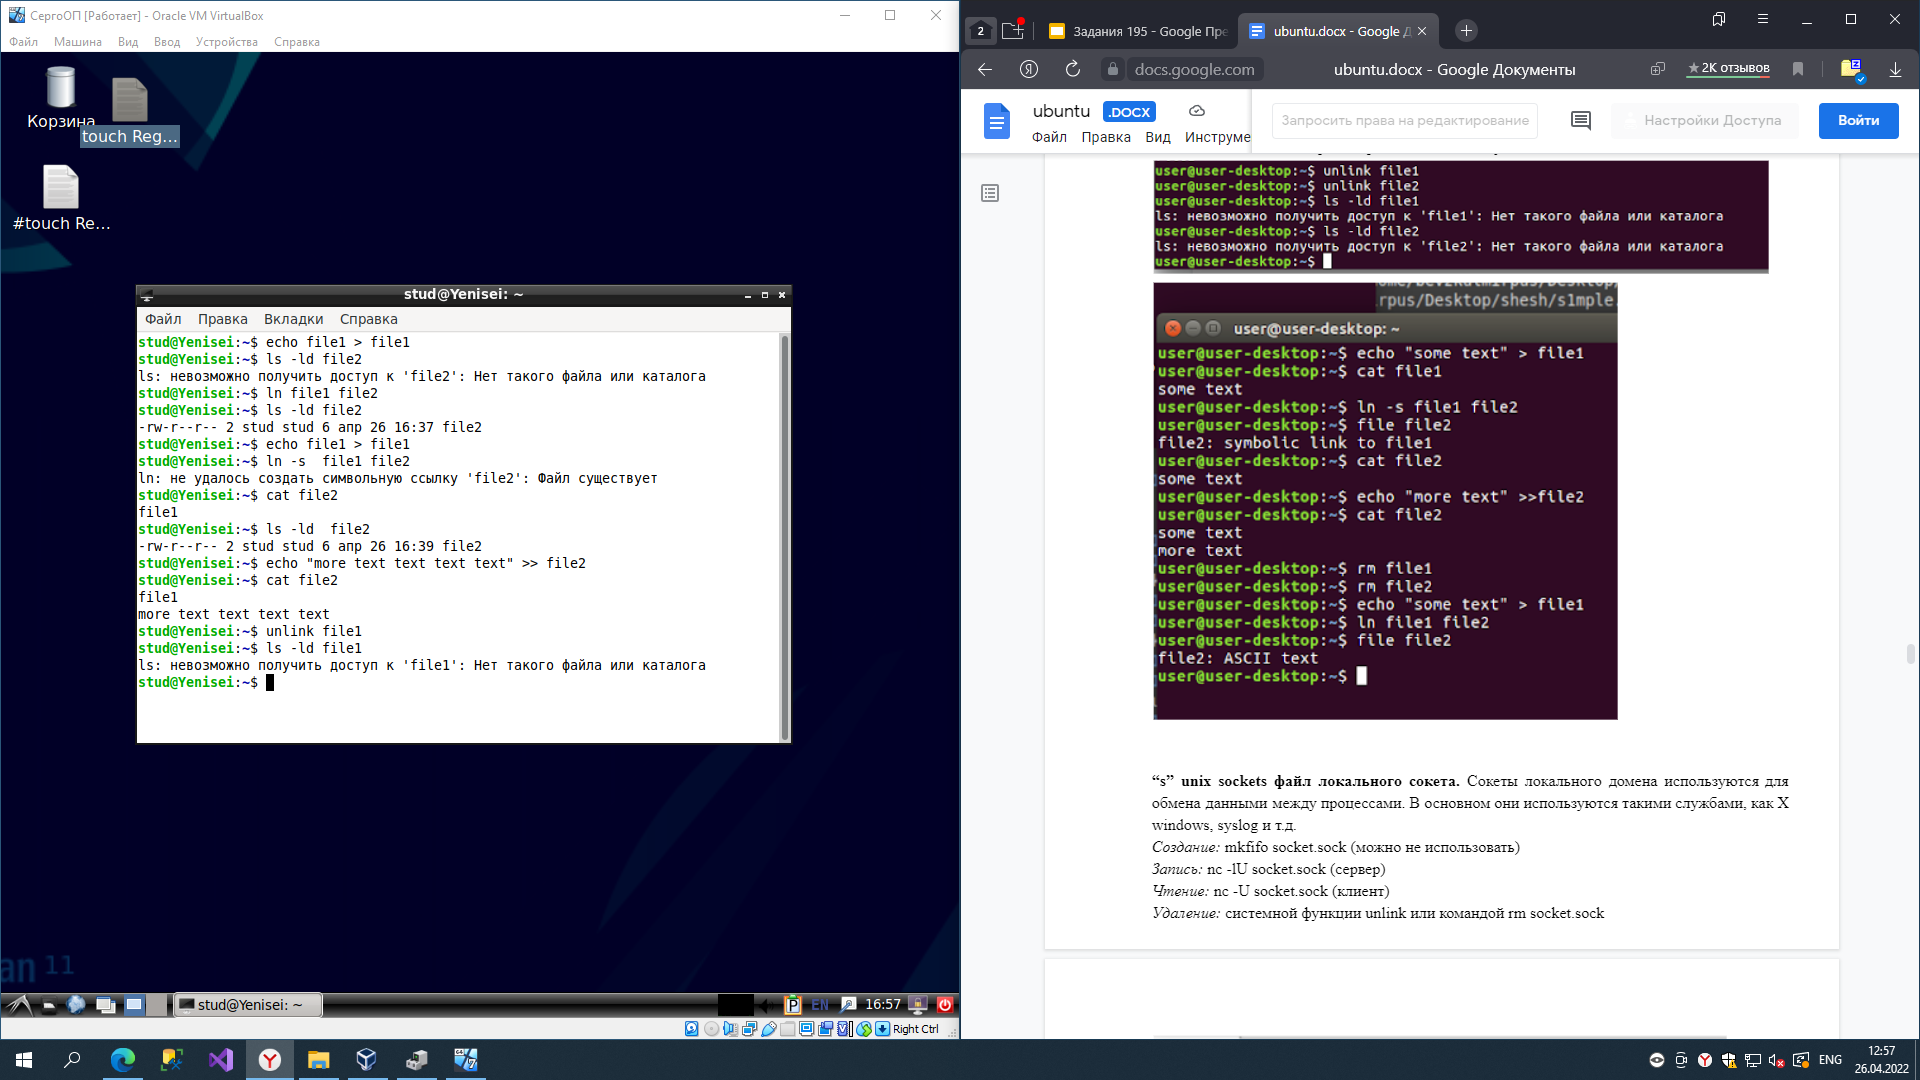 СергоОП [Работает] - Oracle VM VirtualBox
Файл Машина Вид Ввод Устройства Справка
Корзина
touch Reg...
#touch Re...
stud@Yenisei: ~
Файл Правка Вкладки Справка
stud@Yenisei:~$ echo file1 > file1
stud@Yenisei:~$ ls -ld file2
ls: невозможно получить доступ к 'file2': Нет такого файла или каталога
stud@Yenisei:~$ ln file1 file2
stud@Yenisei:~$ ls -ld file2
-rw-r--r-- 2 stud stud 6 апр 26 16:37 file2
stud@Yenisei:~$ echo file1 > file1
stud@Yenisei:~$ ln -s  file1 file2
ln: не удалось создать символьную ссылку 'file2': Файл существует
stud@Yenisei:~$ cat file2
file1
stud@Yenisei:~$ ls -ld  file2
-rw-r--r-- 2 stud stud 6 апр 26 16:39 file2
stud@Yenisei:~$ echo "more text text text text" >> file2
stud@Yenisei:~$ cat file2
file1
more text text text text
stud@Yenisei:~$ unlink file1
stud@Yenisei:~$ ls -ld file1
ls: невозможно получить доступ к 'file1': Нет такого файла или каталога
stud@Yenisei:~$
an 11
stud@Yenisei: ~
EN
16:57
Right Ctrl
2
Задания 195 - Google Пре
ubuntu.docx - Google Д
docs.google.com
ubuntu.docx - Google Документы
★2K отзывов
ubuntu .DOCX
Файл Правка Вид Инструме
Запросить права на редактирование
Настройки Доступа
Войти
user@user-desktop:~$ unlink file1
user@user-desktop:~$ unlink file2
user@user-desktop:~$ ls -ld file1
ls: невозможно получить доступ к 'file1': Нет такого файла или каталога
user@user-desktop:~$ ls -ld file2
ls: невозможно получить доступ к 'file2': Нет такого файла или каталога
user@user-desktop:~$
rpus/Desktop/shesh/s1mple.
user@user-desktop: ~
user@user-desktop:~$ echo "some text" > file1
user@user-desktop:~$ cat file1
some text
user@user-desktop:~$ ln -s file1 file2
user@user-desktop:~$ file file2
file2: symbolic link to file1
user@user-desktop:~$ cat file2
some text
user@user-desktop:~$ echo "more text" >>file2
user@user-desktop:~$ cat file2
some text
more text
user@user-desktop:~$ rm file1
user@user-desktop:~$ rm file2
user@user-desktop:~$ echo "some text" > file1
user@user-desktop:~$ ln file1 file2
user@user-desktop:~$ file file2
file2: ASCII text
user@user-desktop:~$
“s” unix sockets файл локального сокета. Сокеты локального домена используются для
обмена данными между процессами. В основном они используются такими службами, как X
windows, syslog и т.д.
Создание: mkfifo socket.sock (можно не использовать)
Запись: nc -lU socket.sock (сервер)
Чтение: nc -U socket.sock (клиент)
Удаление: системной функции unlink или командой rm socket.sock
ENG
12:57
26.04.2022